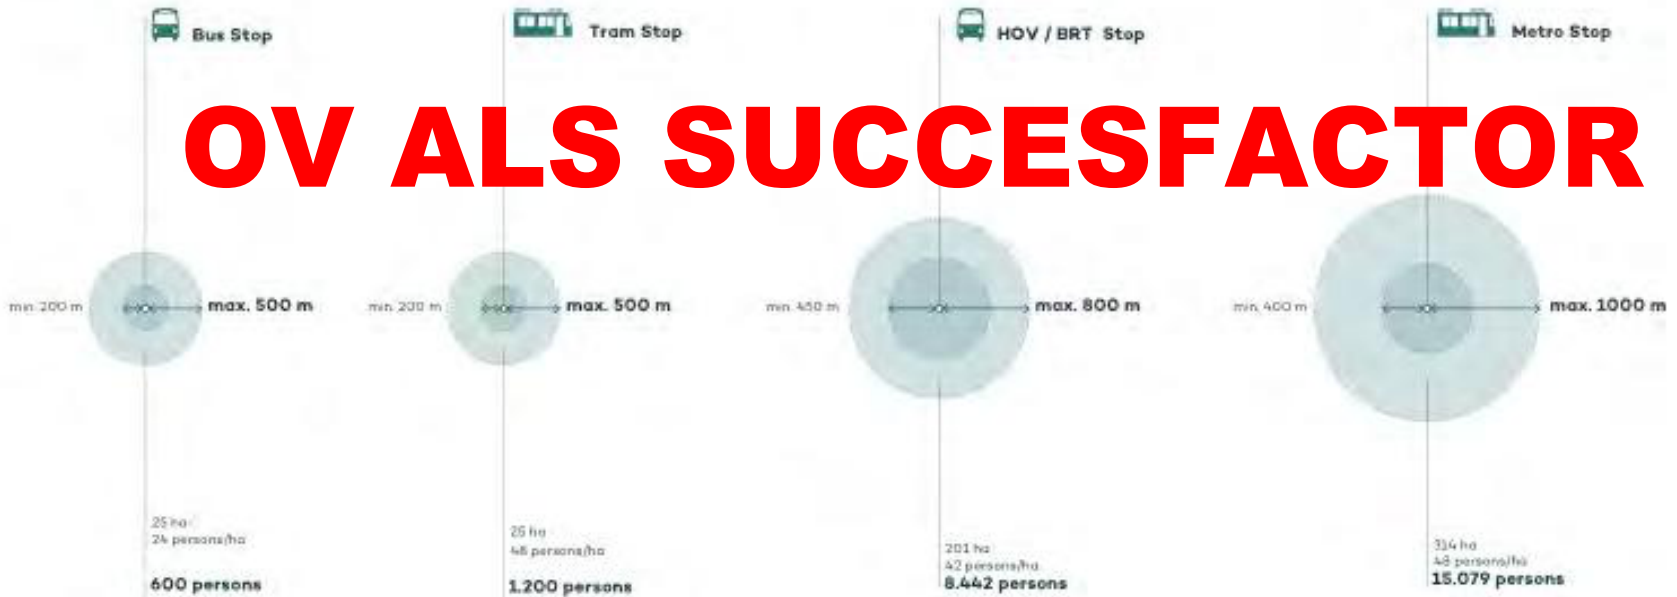 Bus Stop
Tram Stop
HOV / BRT Stop
Metro Stop
OV ALS SUCCESFACTOR
min. 200 m
max. 500 m
min. 200 m
max. 500 m
min. 450 m
max. 800 m
min. 400 m
max. 1000 m
25 ha
24 persons/ha
600 persons
25 ha
48 persons/ha
1.200 persons
201 ha
42 persons/ha
8.442 persons
314 ha
48 persons/ha
15.079 persons